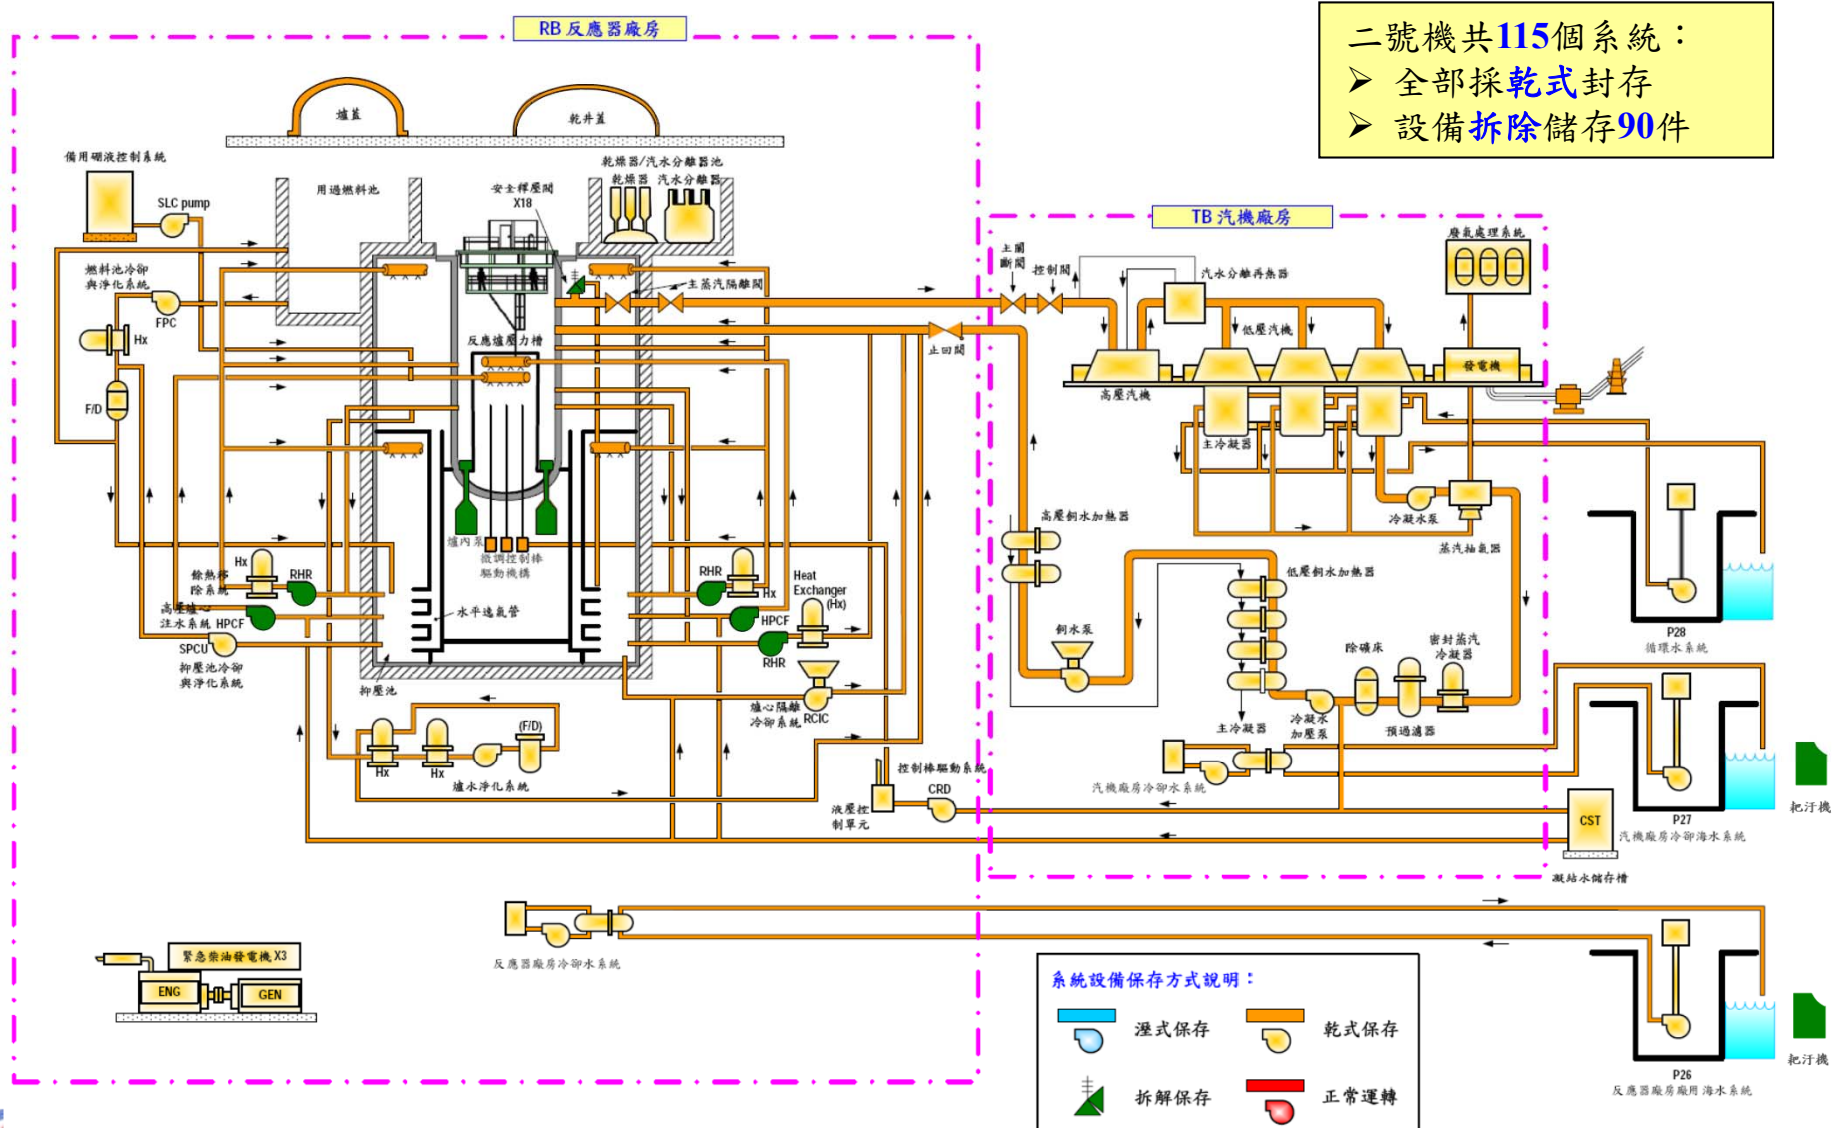 RB 反應器廠房
二號機共115個系統：
➢ 全部採乾式封存
➢ 設備拆除儲存90件
爐蓋
乾井蓋
備用硼液控制系統
SLC pump
用過燃料池
安全釋壓閥
X18
乾燥器/汽水分離器池
乾燥器
汽水分離器
TB 汽機廠房
廢氣處理系統
燃料池冷卻
與淨化系統
FPC
Hx
F/D
主蒸汽隔離閥
主關
斷閥
控制閥
汽水分離再熱器
反應爐壓力槽
止回閥
低壓汽機
高壓汽機
發電機
主冷凝器
冷凝水泵
蒸汽抽氣器
高壓飼水加熱器
低壓飼水加熱器
爐內泵
微調控制棒
驅動機構
餘熱移
除系統
Hx
RHR
高壓爐心
注水系統
HPCF
SPCU
抑壓池冷卻
與淨化系統
水平逸氣管
抑壓池
RHR
Hx
Heat
Exchanger
(Hx)
HPCF
RHR
爐心隔離
冷卻系統
RCIC
飼水泵
除礦床
密封蒸汽
冷凝器
預過濾器
冷凝水
加壓泵
主冷凝器
P28
循環水系統
Hx
Hx
(F/D)
爐水淨化系統
控制棒驅動系統
CRD
液壓控
制單元
汽機廠房冷卻水系統
CST
凝結水儲存槽
P27
汽機廠房冷卻海水系統
耙汙機
反應器廠房冷卻水系統
緊急柴油發電機 X3
ENG
GEN
P26
反應器廠房廠用海水系統
耙汙機
系統設備保存方式說明：
溼式保存
乾式保存
拆解保存
正常運轉